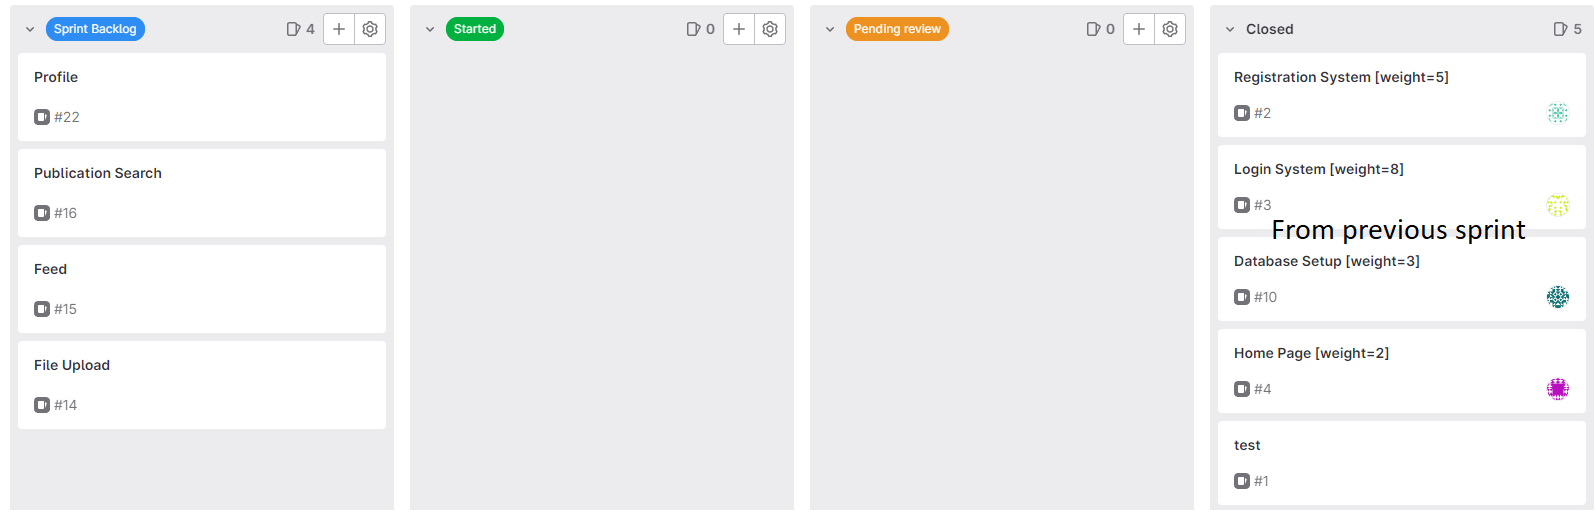 Sprint Backlog 4
Profile
#22
Publication Search
#16
Feed
#15
File Upload
#14
Started 0
Pending review 0
Closed 5
Registration System [weight=5]
#2
Login System [weight=8]
#3
From previous sprint
Database Setup [weight=3]
#10
Home Page [weight=2]
#4
test
#1